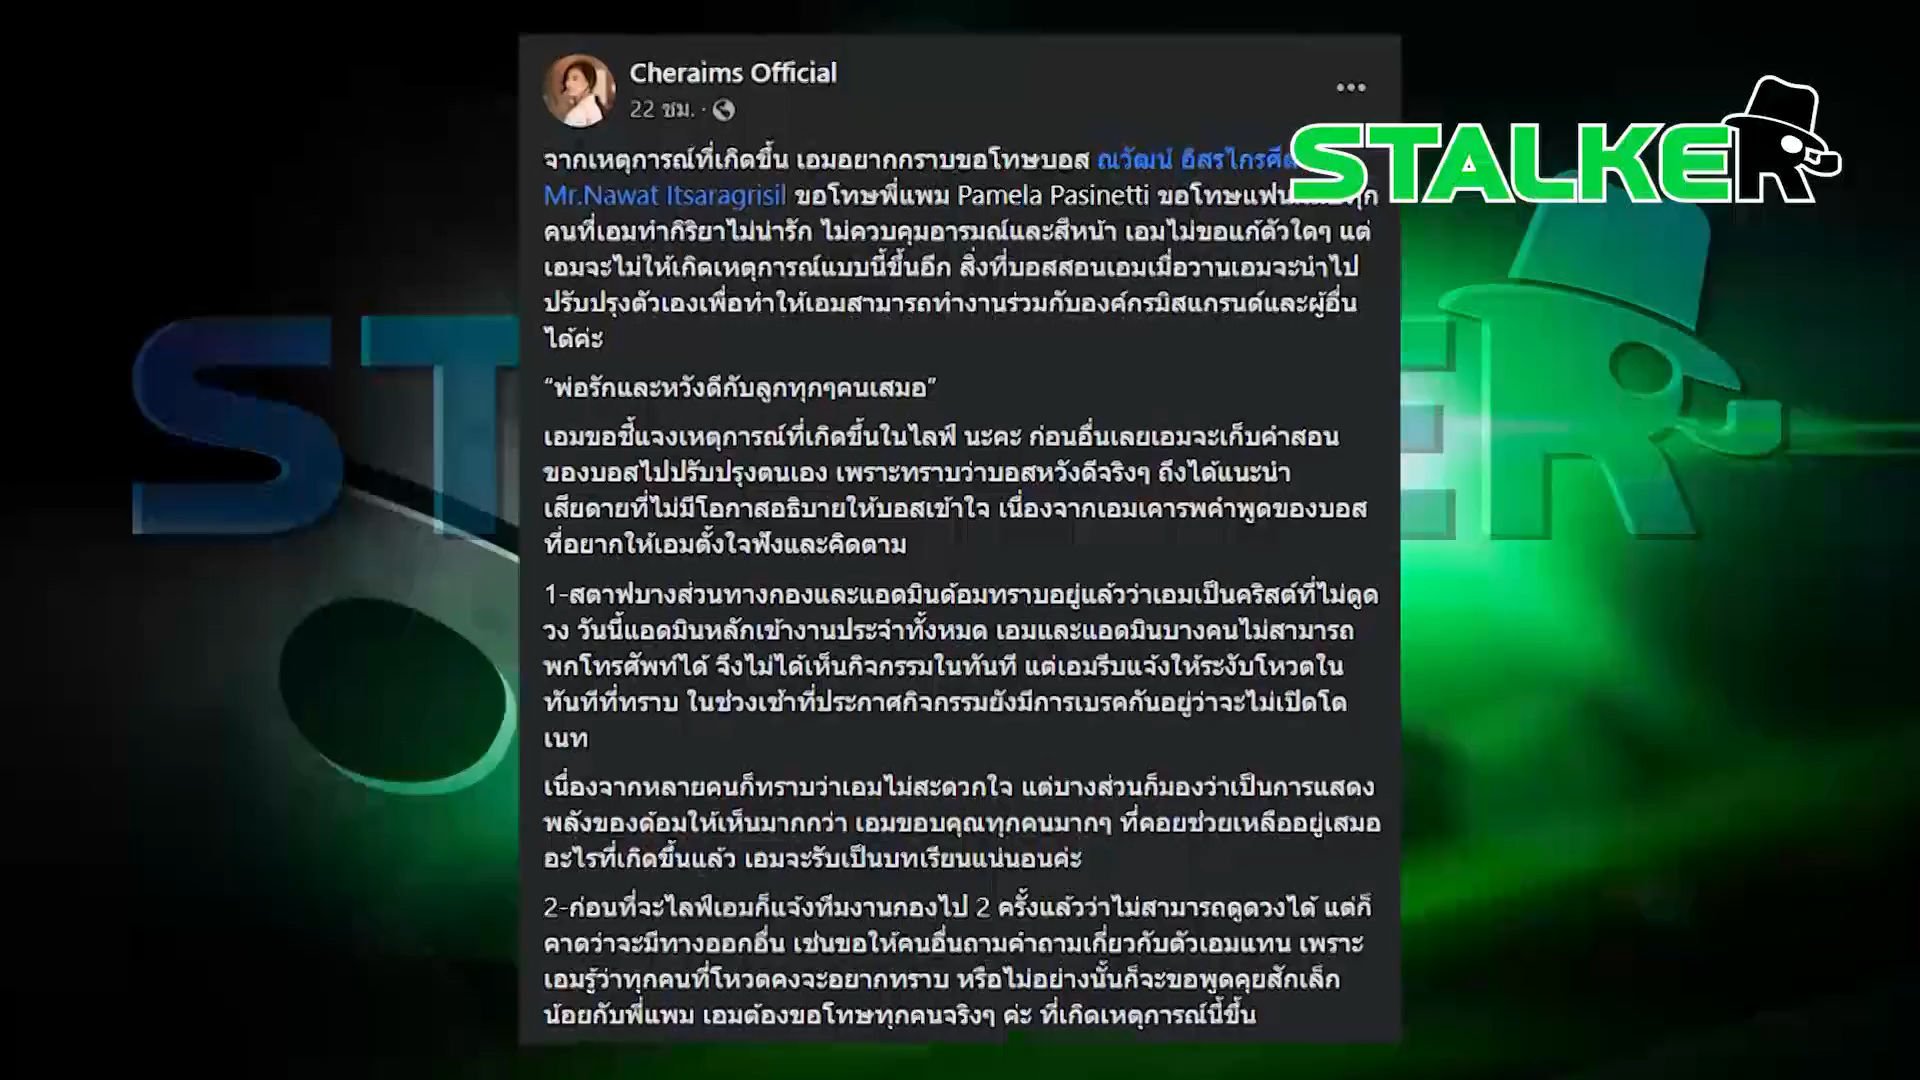 Cheraims Official
22 ชม.
STALKER
จากเหตุการณ์ที่เกิดขึ้น เอมอยากกราบขอโทษบอส ณวัฒน์ อิสรไกรศีล
Mr.Nawat Itsaragrisil ขอโทษพี่แพม Pamela Pasinetti
คนที่เอมทำกิริยาไม่น่ารัก ไม่ควบคุมอารมณ์และสีหน้า เอมไม่ขอแก้ตัวใดๆ แต่
เอมจะไม่ให้เกิดเหตุการณ์แบบนี้ขึ้นอีก สิ่งที่บอสสอนเอมเมื่อวานเอมจะนำไป
ปรับปรุงตัวเองเพื่อทำให้เอมสามารถทำงานร่วมกับองค์กรมิสแกรนด์และผู้อื่น
ได้ค่ะ
“พ่อรักและหวังดีกับลูกทุกๆคนเสมอ”
เอมขอชี้แจงเหตุการณ์ที่เกิดขึ้นในไลฟ์ นะคะ ก่อนอื่นเลยเอมจะเก็บคำสอน
ของบอสไปปรับปรุงตนเอง เพราะทราบว่าบอสหวังดีจริงๆ ถึงได้แนะนำ
เสียดายที่ไม่มีโอกาสอธิบายให้บอสเข้าใจ เนื่องจากเอมเคารพคำพูดของบอส
ที่อยากให้เอมตั้งใจฟังและคิดตาม
1-สตาฟบางส่วนทางกองและแอดมินด้อมทราบอยู่แล้วว่าเอมเป็นคริสต์ที่ไม่ดูด
วง วันนี้แอดมินหลักเข้างานประจำทั้งหมด เอมและแอดมินบางคนไม่สามารถ
พกโทรศัพท์ได้ จึงไม่ได้เห็นกิจกรรมในทันที แต่เอมรีบแจ้งให้ระงับโหวตใน
ทันทีที่ทราบ ในช่วงเช้าที่ประกาศกิจกรรมยังมีการเบรคกันอยู่ว่าจะไม่เปิดโด
เนท
เนื่องจากหลายคนก็ทราบว่าเอมไม่สะดวกใจ แต่บางส่วนก็มองว่าเป็นการแสดง
พลังของด้อมให้เห็นมากกว่า เอมขอบคุณทุกคนมากๆ ที่คอยช่วยเหลืออยู่เสมอ
อะไรที่เกิดขึ้นแล้ว เอมจะรับเป็นบทเรียนแน่นอนค่ะ
2-ก่อนที่จะไลฟ์เอมก็แจ้งทีมงานกองไป 2 ครั้งแล้วว่าไม่สามารถดูดวงได้ แต่ก็
คาดว่าจะมีทางออกอื่น เช่นขอให้คนอื่นถามคำถามเกี่ยวกับตัวเอมแทน เพราะ
เอมรู้ว่าทุกคนที่โหวตคงจะอยากทราบ หรือไม่อย่างนั้นก็จะขอพูดคุยสักเล็ก
น้อยกับพี่แพม เอมต้องขอโทษทุกคนจริงๆ ค่ะ ที่เกิดเหตุการณ์นี้ขึ้น